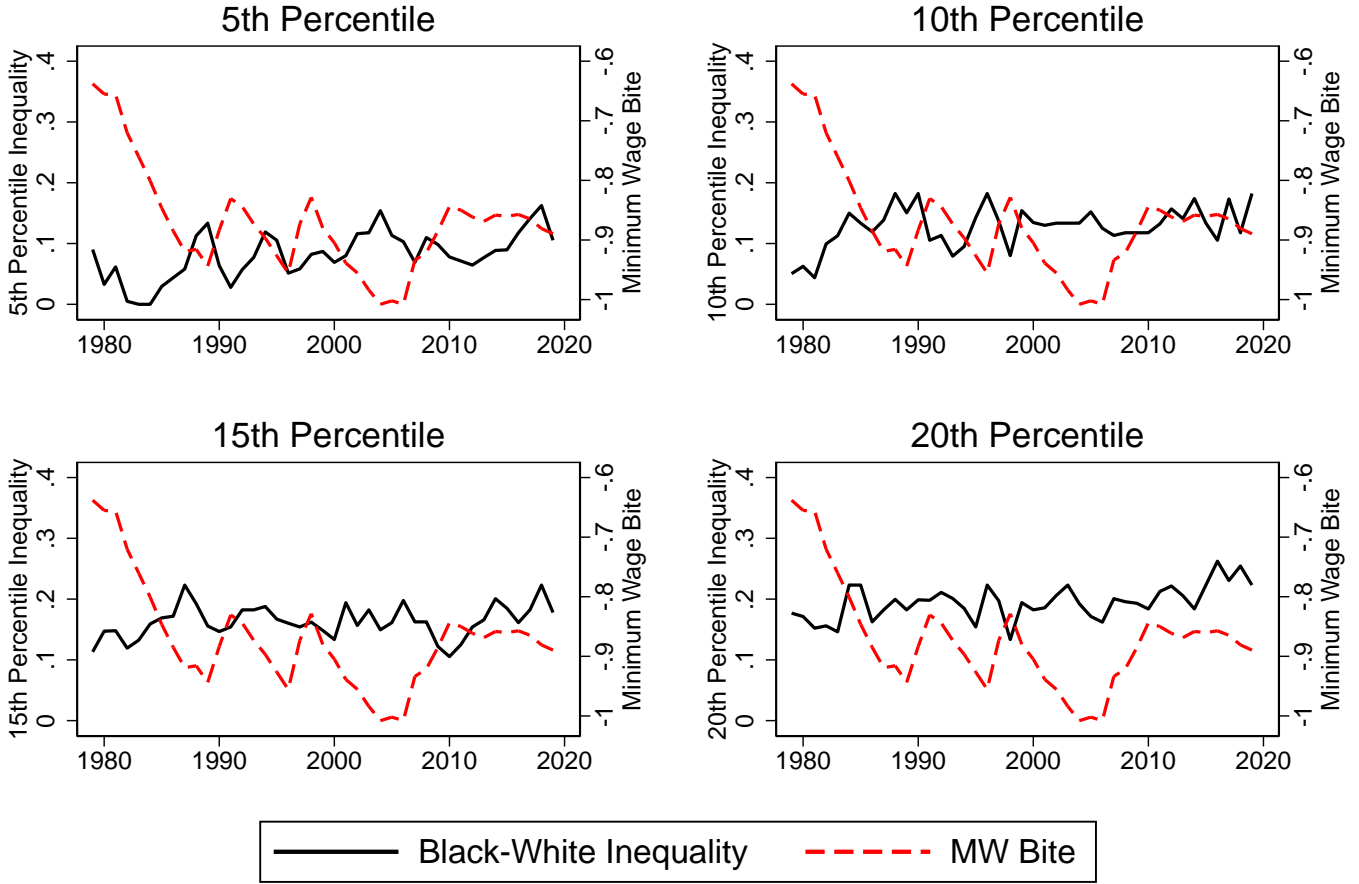 5th Percentile
5th Percentile Inequality
0 .1 .2 .3 .4
Minimum Wage Bite
-1 -.9 -.8 -.7 -.6
1980 1990 2000 2010 2020
10th Percentile
10th Percentile Inequality
0 .1 .2 .3 .4
Minimum Wage Bite
-1 -.9 -.8 -.7 -.6
1980 1990 2000 2010 2020
15th Percentile
15th Percentile Inequality
0 .1 .2 .3 .4
Minimum Wage Bite
-1 -.9 -.8 -.7 -.6
1980 1990 2000 2010 2020
20th Percentile
20th Percentile Inequality
0 .1 .2 .3 .4
Minimum Wage Bite
-1 -.9 -.8 -.7 -.6
1980 1990 2000 2010 2020
Black-White Inequality MW Bite